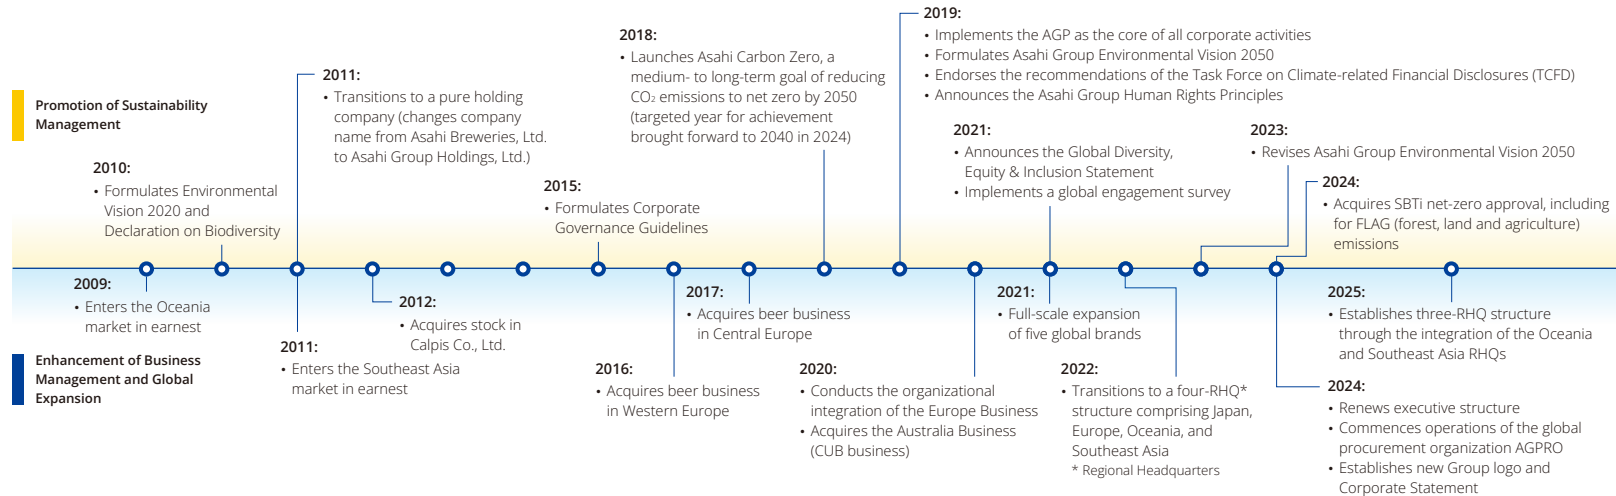 Promotion of Sustainability
Management
2010:
• Formulates Environmental
Vision 2020 and
Declaration on Biodiversity
2011:
• Transitions to a pure holding
company (changes company
name from Asahi Breweries, Ltd.
to Asahi Group Holdings, Ltd.)
2015:
• Formulates Corporate
Governance Guidelines
2018:
• Launches Asahi Carbon Zero, a
medium- to long-term goal of reducing
CO₂ emissions to net zero by 2050
(targeted year for achievement
brought forward to 2040 in 2024)
2019:
• Implements the AGP as the core of all corporate activities
• Formulates Asahi Group Environmental Vision 2050
• Endorses the recommendations of the Task Force on Climate-related Financial Disclosures (TCFD)
• Announces the Asahi Group Human Rights Principles
2021:
• Announces the Global Diversity,
Equity & Inclusion Statement
• Implements a global engagement survey
2023:
• Revises Asahi Group Environmental Vision 2050
2024:
• Acquires SBTi net-zero approval, including
for FLAG (forest, land and agriculture)
emissions
Enhancement of Business
Management and Global
Expansion
2009:
• Enters the Oceania
market in earnest
2011:
• Enters the Southeast Asia
market in earnest
2012:
• Acquires stock in
Calpis Co., Ltd.
2016:
• Acquires beer business
in Western Europe
2017:
• Acquires beer business
in Central Europe
2020:
• Conducts the organizational
integration of the Europe Business
• Acquires the Australia Business
(CUB business)
2021:
• Full-scale expansion
of five global brands
2022:
• Transitions to a four-RHQ*
structure comprising Japan,
Europe, Oceania, and
Southeast Asia
* Regional Headquarters
2025:
• Establishes three-RHQ structure
through the integration of the Oceania
and Southeast Asia RHQs
2024:
• Renews executive structure
• Commences operations of the global
procurement organization AGPRO
• Establishes new Group logo and
Corporate Statement